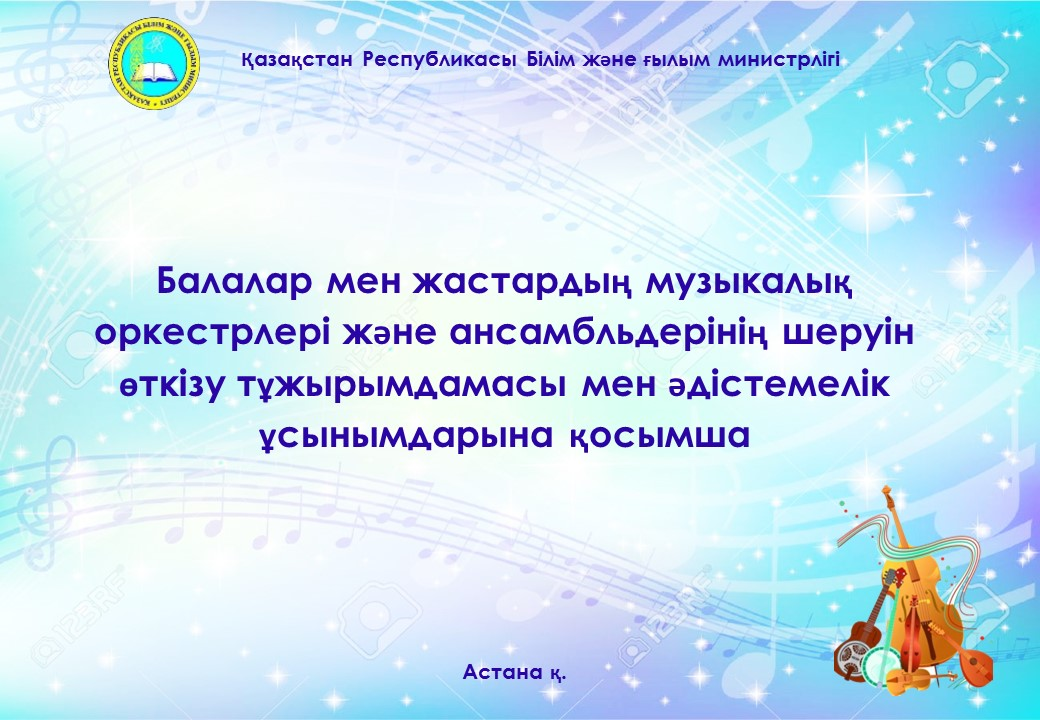 Қазақстан Республикасы Білім және ғылым министрлігі
Балалар мен жастардың музыкалық
оркестрлері және ансамбльдерінің шеруін
өткізу тұжырымдамасы мен әдістемелік
ұсынымдарына қосымша
Астана қ.